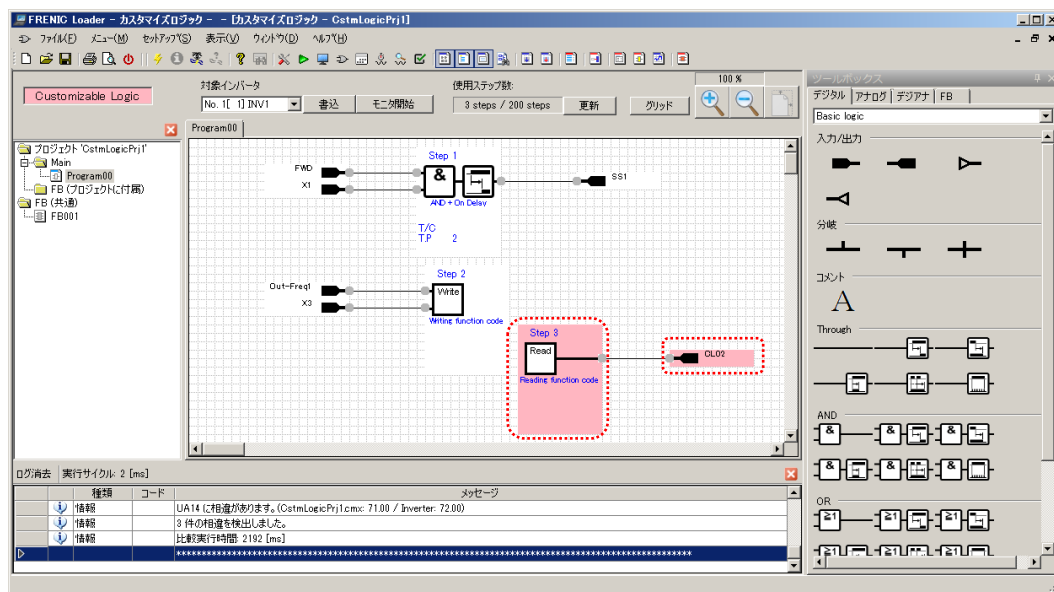 FRENIC Loader - カスタマイズロジック - - [カスタマイズロジック - CstmLogicPrj1]
ファイル(F) メニュー(M) セットアップ(S) 表示(V) ウィンドウ(D) ヘルプ(H)
Customizable Logic
対象インバータ
No. 1[ 1] INV1
書込
モニタ開始
使用ステップ数:
3 steps / 200 steps
更新
グリッド
100 %
プロジェクト 'CstmLogicPrj1'
Main
Program00
FB (プロジェクトに付属)
FB (共通)
FB001
Program00
FWD
X1
Step 1
&
AND + On Delay
SS1
T/C
T.P 2
Out-Freq1
X3
Step 2
Write
Writing function code
Step 3
Read
Reading function code
CLO2
ツールボックス
デジタル アナログ デジアナ FB
Basic logic
入力/出力
分岐
コメント
A
Through
AND
& & &
& & &
OR
≧1 ≧1 ≧1
≧1 ≧1 ≧1
ログ消去 実行サイクル: 2 [ms]
種類 コード メッセージ
情報 UA14 に相違があります。(CstmLogicPrj1.cmx: 71.00 / Inverter: 72.00)
情報 3 件の相違を検出しました。
情報 比較実行時間: 2192 [ms]